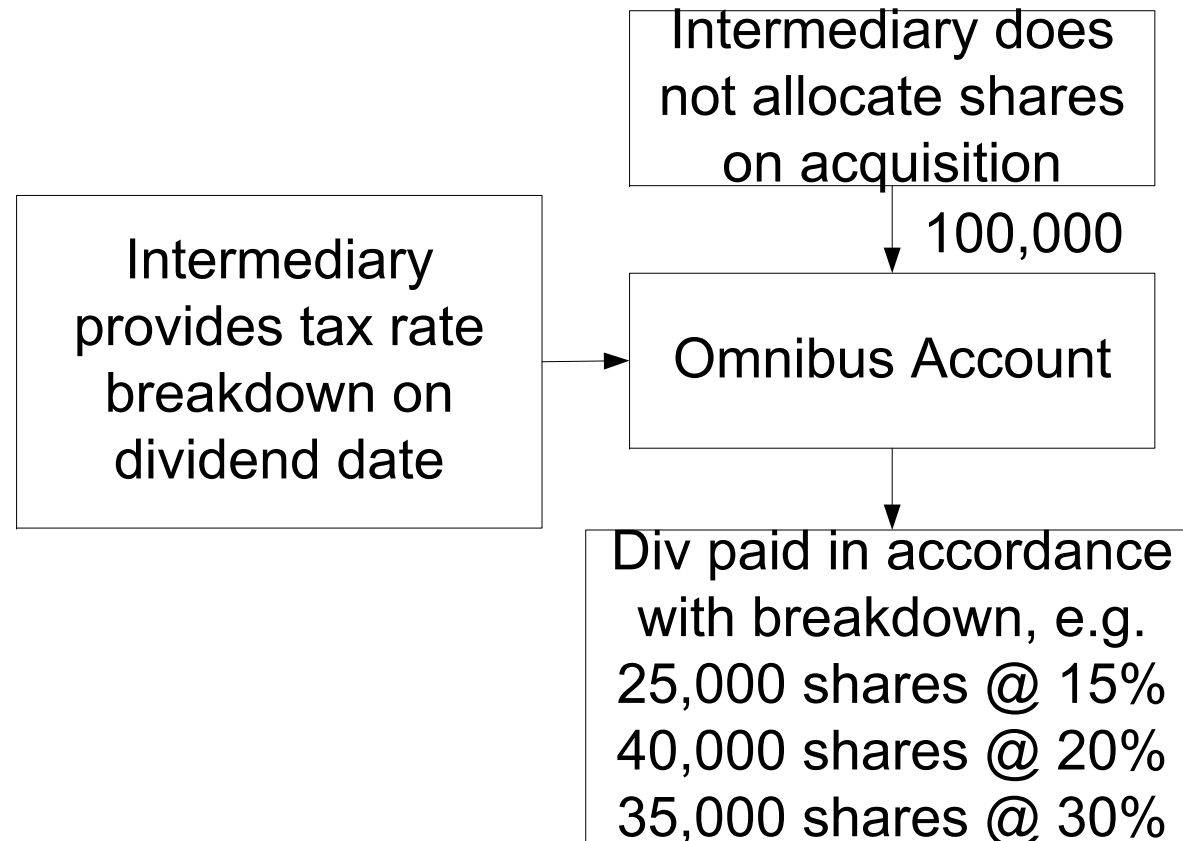 Intermediary does
not allocate shares
on acquisition
100,000
Intermediary
provides tax rate
breakdown on
dividend date
Omnibus Account
Div paid in accordance
with breakdown, e.g.
25,000 shares @ 15%
40,000 shares @ 20%
35,000 shares @ 30%